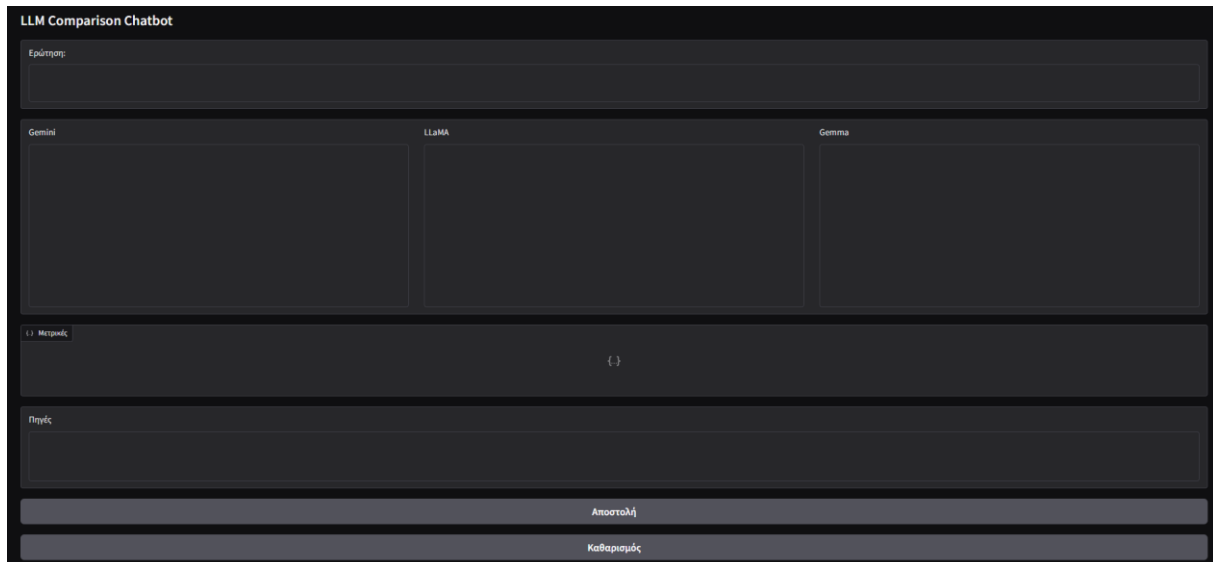 LLM Comparison Chatbot
Ερώτηση:
Gemini LLaMA Gemma
{.} Μετρικές
{..}
Πηγές
Αποστολή
Καθαρισμός